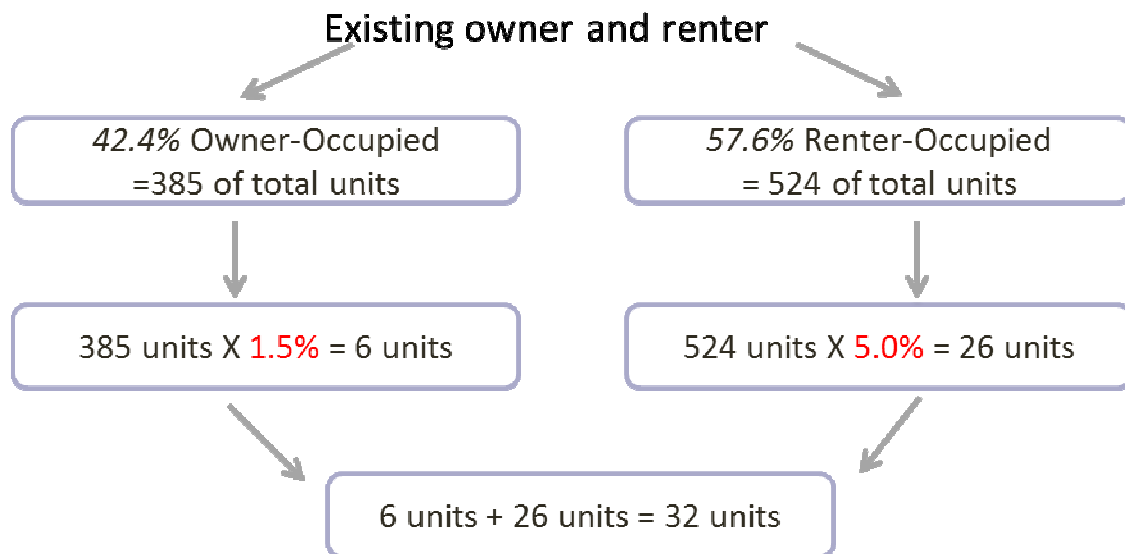 Existing owner and renter
42.4% Owner-Occupied
=385 of total units
57.6% Renter-Occupied
= 524 of total units
385 units X 1.5% = 6 units
524 units X 5.0% = 26 units
6 units + 26 units = 32 units